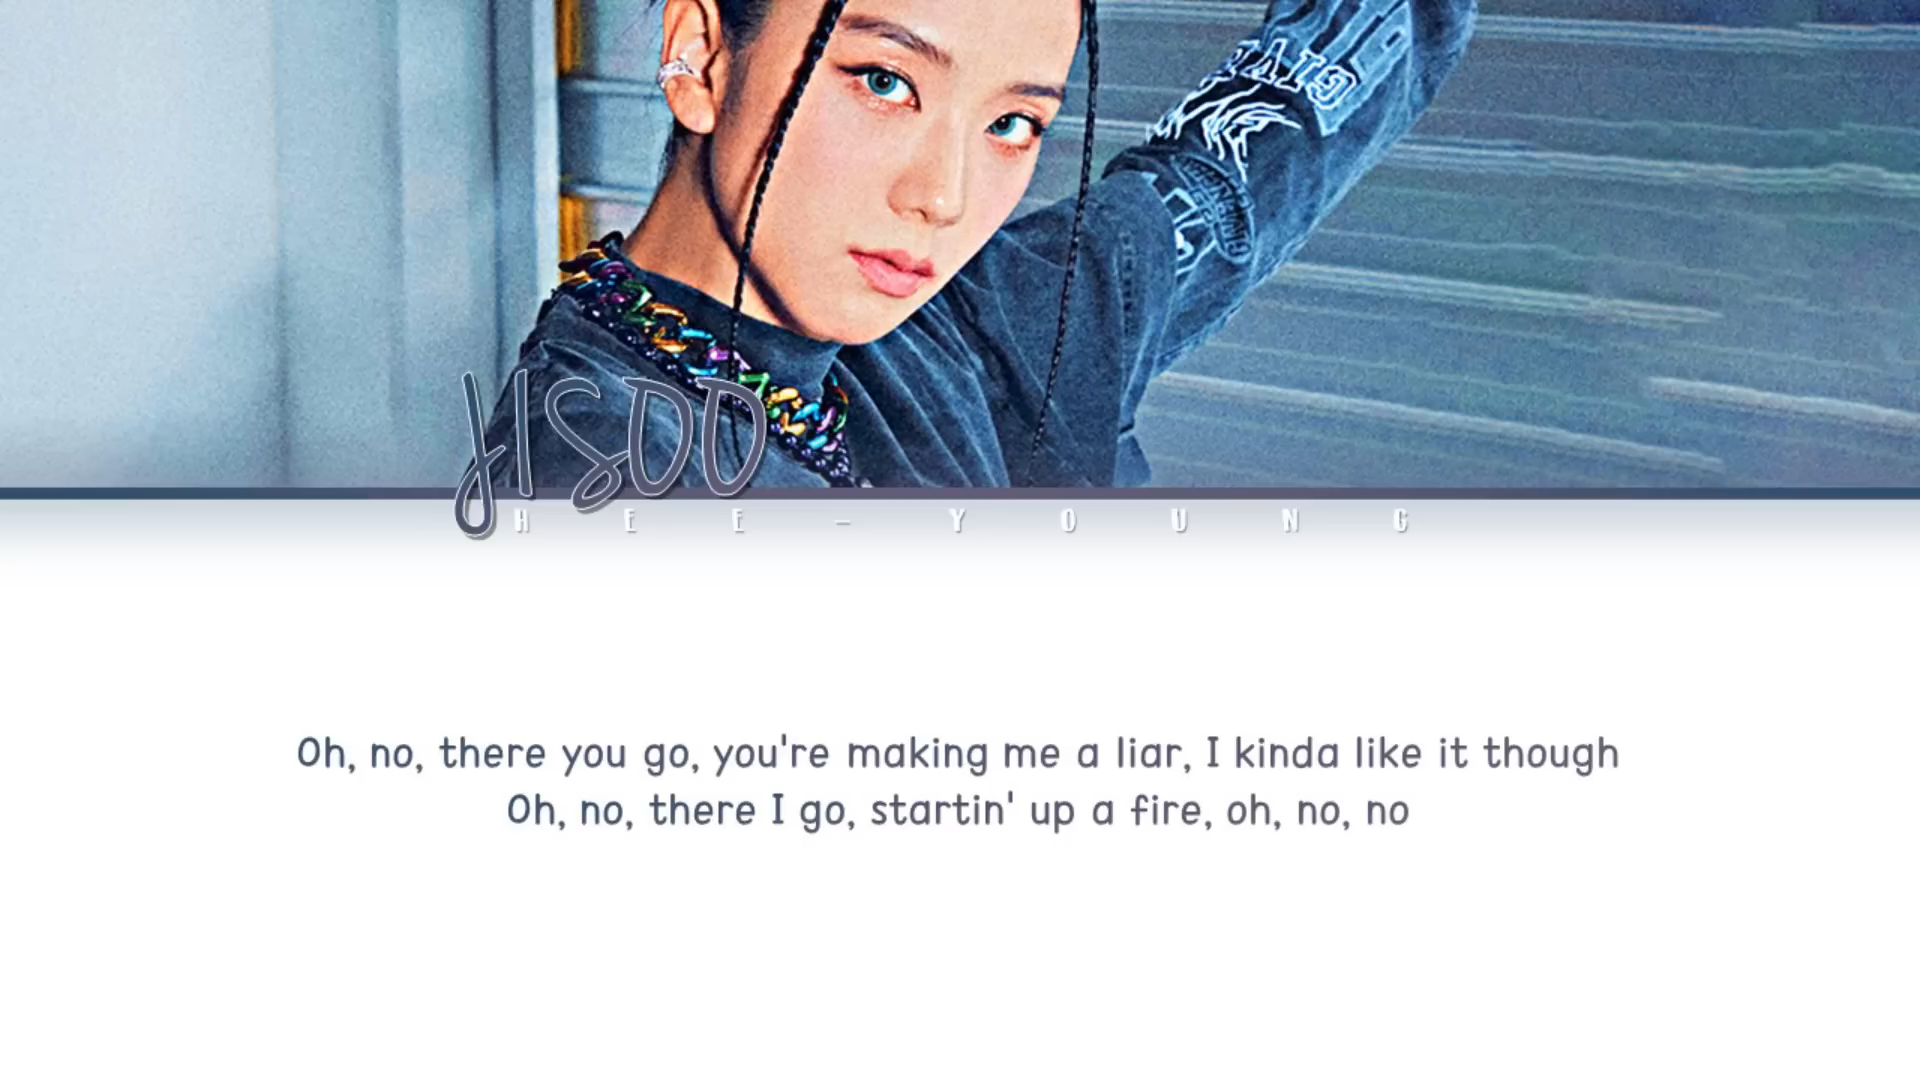 JISOO
HEE-YOUNG
Oh, no, there you go, you're making me a liar, I kinda like it though
Oh, no, there I go, startin' up a fire, oh, no, no